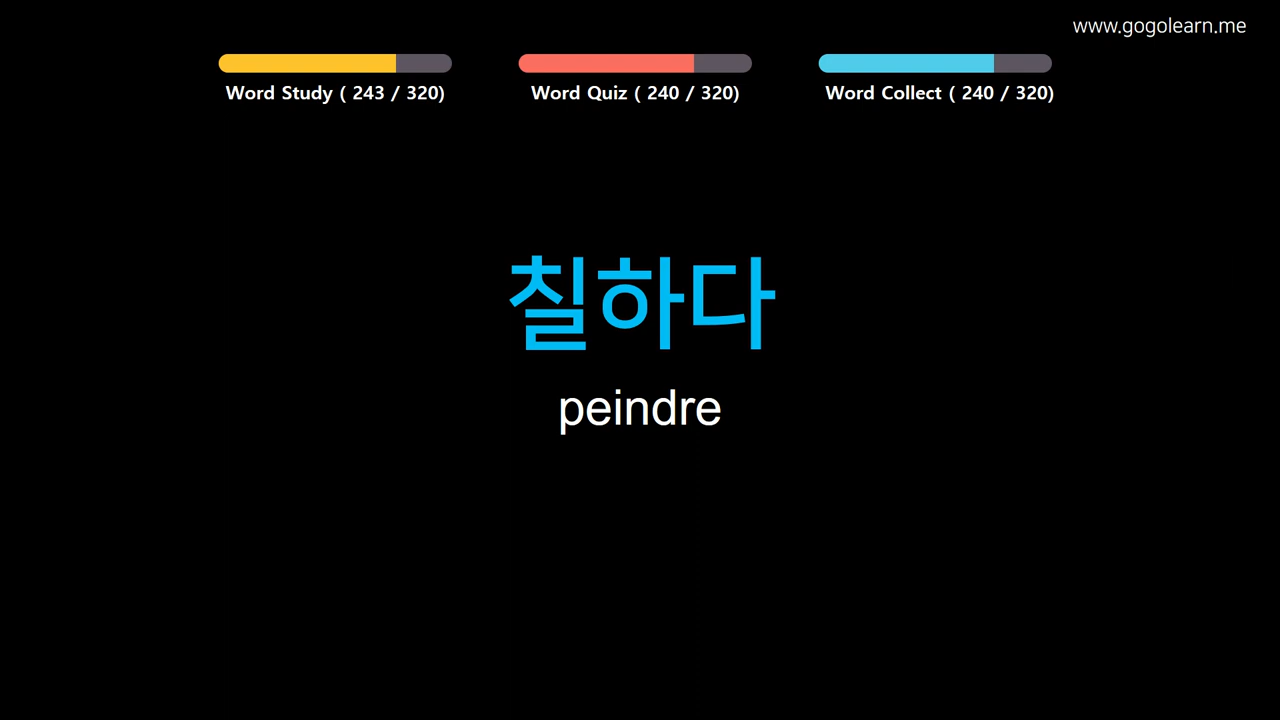 www.gogolearn.me
Word Study ( 243 / 320)
Word Quiz ( 240 / 320)
Word Collect ( 240 / 320)
칠하다
peindre